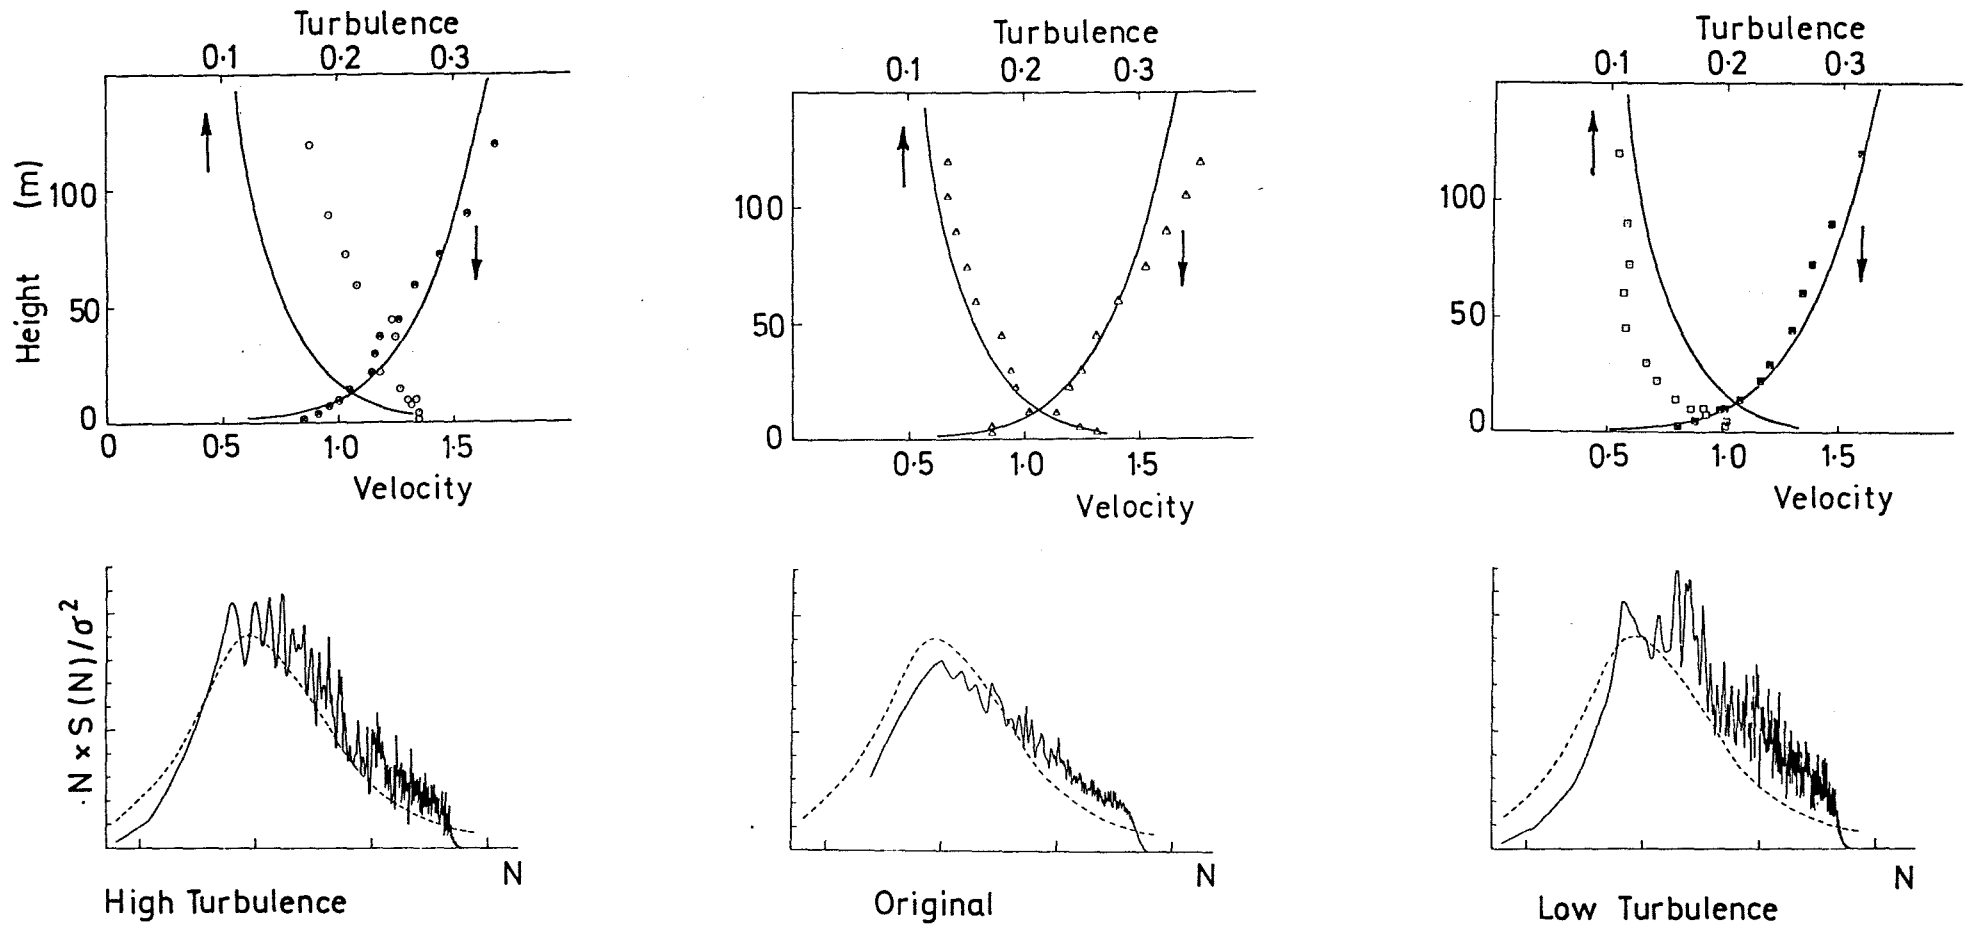 Turbulence
0·1 0·2 0·3
Height (m)
100
50
0
0 0·5 1·0 1·5
Velocity
Turbulence
0·1 0·2 0·3
100
50
0
0·5 1·0 1·5
Velocity
Turbulence
0·1 0·2 0·3
100
50
0
0·5 1·0 1·5
Velocity
N × S (N) / σ²
N
High Turbulence
N
Original
N
Low Turbulence